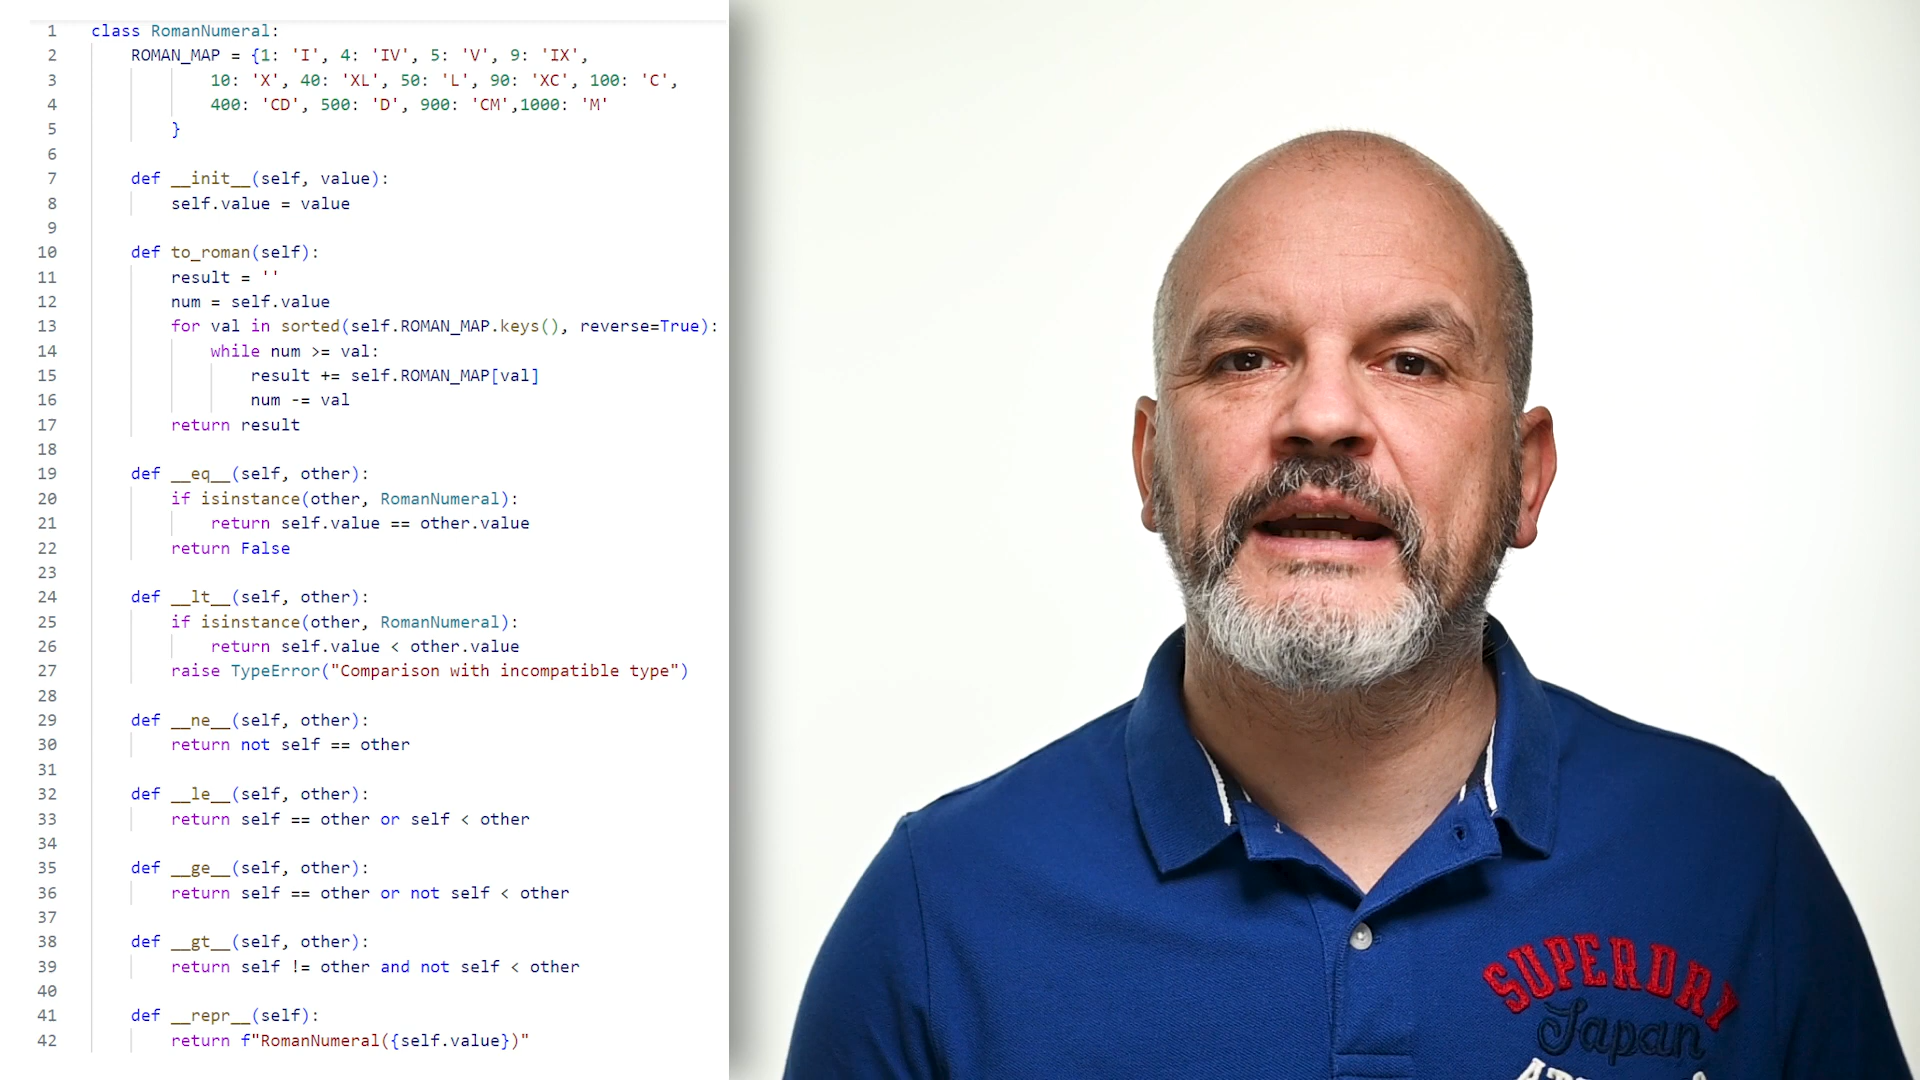 1 class RomanNumeral:
2 ROMAN_MAP = {1: 'I', 4: 'IV', 5: 'V', 9: 'IX',
3 10: 'X', 40: 'XL', 50: 'L', 90: 'XC', 100: 'C',
4 400: 'CD', 500: 'D', 900: 'CM',1000: 'M'
5 }
6
7 def __init__(self, value):
8 self.value = value
9
10 def to_roman(self):
11 result = ''
12 num = self.value
13 for val in sorted(self.ROMAN_MAP.keys(), reverse=True):
14 while num >= val:
15 result += self.ROMAN_MAP[val]
16 num -= val
17 return result
18
19 def __eq__(self, other):
20 if isinstance(other, RomanNumeral):
21 return self.value == other.value
22 return False
23
24 def __lt__(self, other):
25 if isinstance(other, RomanNumeral):
26 return self.value < other.value
27 raise TypeError("Comparison with incompatible type")
28
29 def __ne__(self, other):
30 return not self == other
31
32 def __le__(self, other):
33 return self == other or self < other
34
35 def __ge__(self, other):
36 return self == other or not self < other
37
38 def __gt__(self, other):
39 return self != other and not self < other
40
41 def __repr__(self):
42 return f"RomanNumeral({self.value})"
SUPERDRY
Japan